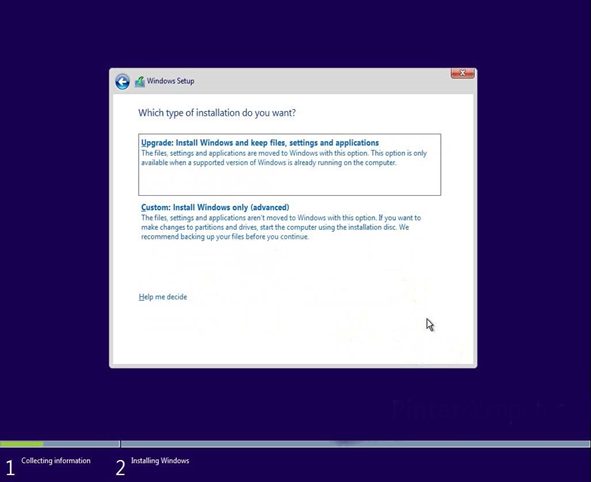 Windows Setup
Which type of installation do you want?
Upgrade: Install Windows and keep files, settings and applications
The files, settings and applications are moved to Windows with this option. This option is only
available when a supported version of Windows is already running on the computer.
Custom: Install Windows only (advanced)
The files, settings and applications aren't moved to Windows with this option. If you want to
make changes to partitions and drives, start the computer using the installation disc. We
recommend backing up your files before you continue.
Help me decide
1 Collecting information 2 Installing Windows